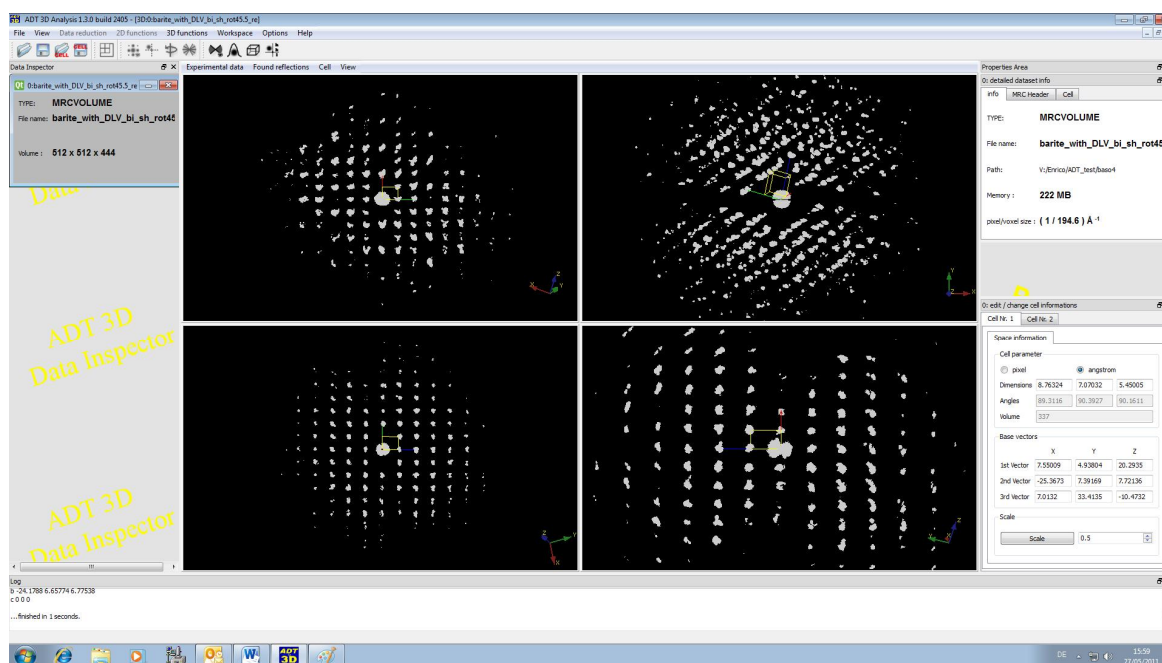 ADT 3D Analysis 1.3.0 build 2405 - [3D:0:barite_with_DLV_bi_sh_rot45.5_re]
File View Data reduction 2D functions 3D functions Workspace Options Help
CELL
Data Inspector
0:barite_with_DLV_bi_sh_rot45.5_re
TYPE: MRCVOLUME
File name: barite_with_DLV_bi_sh_rot45
Volume : 512 x 512 x 444
Data
ADT 3D
Data Inspector
ADT 3D
Data Inspector
Experimental data Found reflections Cell View
Z
X
Y
Y
Z
X
Z
Y
X
Z
Y
X
Properties Area
0: detailed dataset info
info MRC Header Cell
TYPE: MRCVOLUME
File name: barite_with_DLV_bi_sh_rot45
Path: V:/Enrico/ADT_test/baso4
Memory : 222 MB
pixel/voxel size : ( 1 / 194.6 ) Å -1
0: edit / change cell informations
Cell Nr. 1 Cell Nr. 2
Space information
Cell parameter
pixel angstrom
Dimensions 8.76324 7.07032 5.45005
Angles 89.3116 90.3927 90.1611
Volume 337
Base vectors
X Y Z
1st Vector 7.55009 4.93804 20.2935
2nd Vector -25.3673 7.39169 7.72136
3rd Vector 7.0132 33.4135 -10.4732
Scale
Scale 0.5
Log
b -24.1788 6.65774 6.77538
c 0 0 0
...finished in 1 seconds.
ADT
3D
DE
15:59
27/05/2011